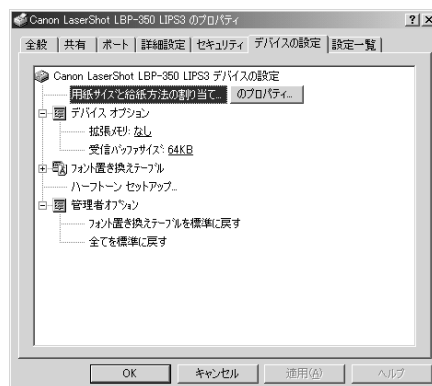 Canon LaserShot LBP-350 LIPS3 のプロパティ
全般 共有 ポート 詳細設定 セキュリティ デバイスの設定 設定一覧
Canon LaserShot LBP-350 LIPS3 デバイスの設定
用紙サイズと給紙方法の割り当て... のプロパティ...
デバイス オプション
拡張メモリ: なし
受信バッファサイズ: 64KB
フォント置き換えテーブル
ハーフトーン セットアップ...
管理者オプション
フォント置き換えテーブルを標準に戻す
全てを標準に戻す
OK キャンセル 適用(A) ヘルプ